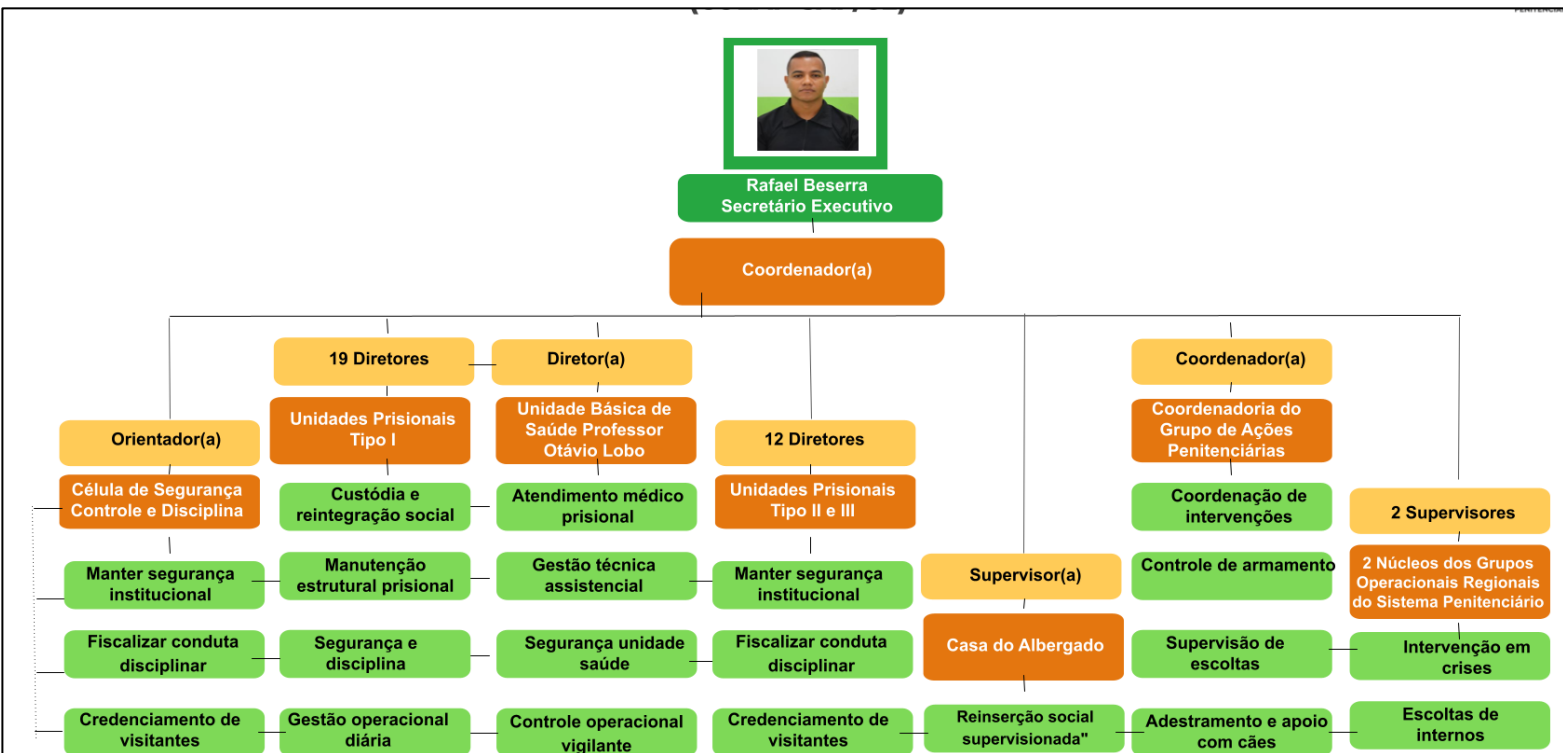 Rafael Beserra
Secretário Executivo
Coordenador(a)
19 Diretores
Diretor(a)
Coordenador(a)
Unidades Prisionais
Tipo I
Unidade Básica de
Saúde Professor
Otávio Lobo
Coordenadoria do
Grupo de Ações
Penitenciárias
Orientador(a)
12 Diretores
Célula de Segurança
Controle e Disciplina
Custódia e
reintegração social
Atendimento médico
prisional
Unidades Prisionais
Tipo II e III
Coordenação de
intervenções
2 Supervisores
Manter segurança
institucional
Manutenção
estrutural prisional
Gestão técnica
assistencial
Manter segurança
institucional
Supervisor(a)
Controle de armamento
2 Núcleos dos Grupos
Operacionais Regionais
do Sistema Penitenciário
Fiscalizar conduta
disciplinar
Segurança e
disciplina
Segurança unidade
saúde
Fiscalizar conduta
disciplinar
Casa do Albergado
Supervisão de
escoltas
Intervenção em
crises
Credenciamento de
visitantes
Gestão operacional
diária
Controle operacional
vigilante
Credenciamento de
visitantes
Reinserção social
supervisionada"
Adestramento e apoio
com cães
Escoltas de
internos